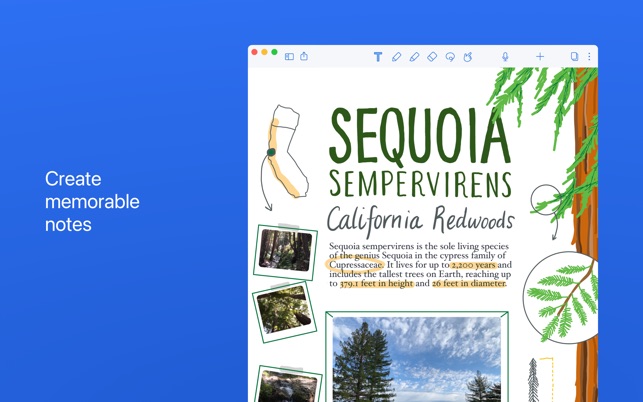 Create
memorable
notes
SEQUOIA
SEMPERVIRENS
California Redwoods
Sequoia sempervirens is the sole living species
of the genius Sequoia in the cypress family of
Cupressaceae. It lives for up to 2,200 years and
includes the tallest trees on Earth, reaching up
to 379.1 feet in height and 26 feet in diameter.